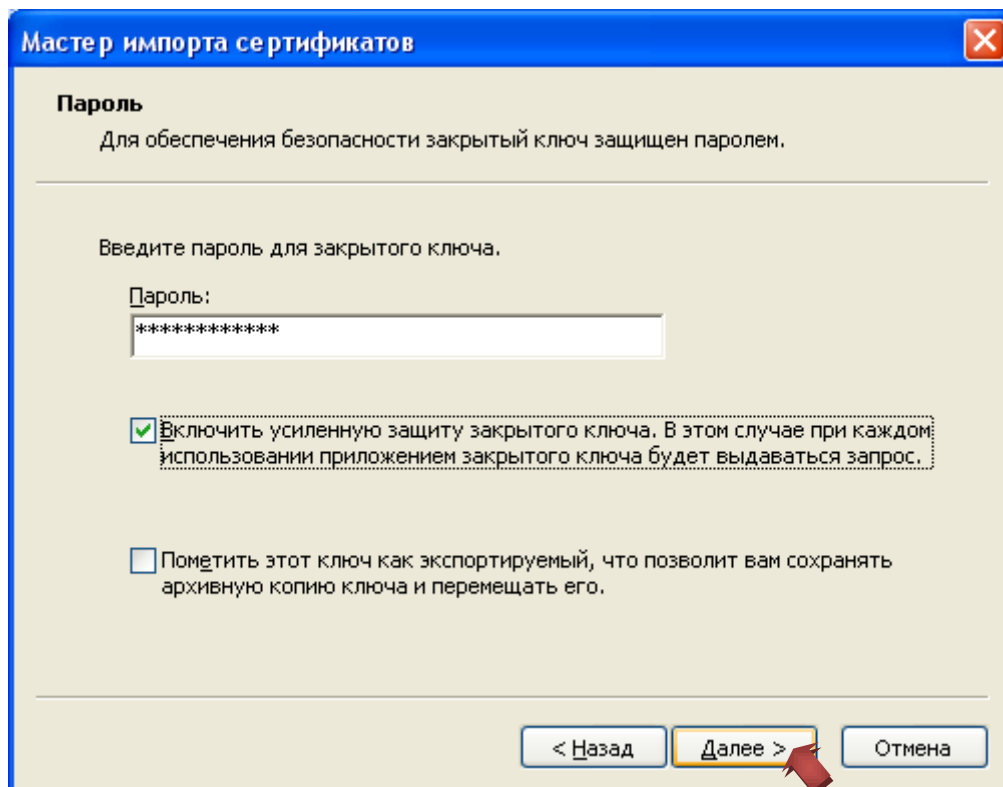 Мастер импорта сертификатов
Пароль
Для обеспечения безопасности закрытый ключ защищен паролем.
Введите пароль для закрытого ключа.
Пароль:
************
Включить усиленную защиту закрытого ключа. В этом случае при каждом
использовании приложением закрытого ключа будет выдаваться запрос.
Пометить этот ключ как экспортируемый, что позволит вам сохранять
архивную копию ключа и перемещать его.
< Назад
Далее >
Отмена